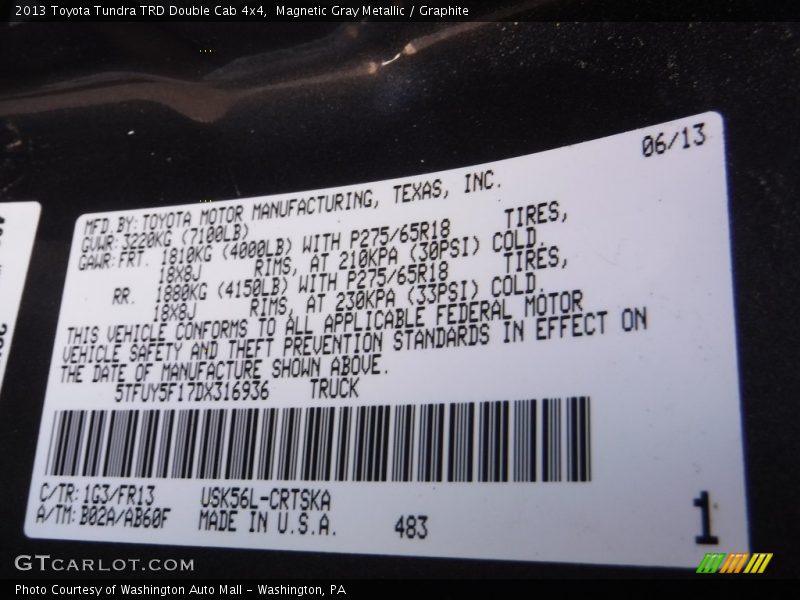 2013 Toyota Tundra TRD Double Cab 4x4,  Magnetic Gray Metallic / Graphite
06/13
MFD. BY: TOYOTA MOTOR MANUFACTURING, TEXAS, INC.
GVWR: 3220KG (7100LB)
GAWR: FRT. 1810KG (4000LB) WITH P275/65R18 TIRES,
18X8J RIMS, AT 210KPA (30PSI) COLD.
RR. 1880KG (4150LB) WITH P275/65R18 TIRES,
18X8J RIMS, AT 230KPA (33PSI) COLD.
THIS VEHICLE CONFORMS TO ALL APPLICABLE FEDERAL MOTOR
VEHICLE SAFETY AND THEFT PREVENTION STANDARDS IN EFFECT ON
THE DATE OF MANUFACTURE SHOWN ABOVE.
5TFUY5F17DX316936 TRUCK
C/TR: 1G3/FR13 USK56L-CRTSKA
A/TM: B02A/AB60F MADE IN U.S.A. 483
1
GTCARLOT.COM
Photo Courtesy of Washington Auto Mall - Washington, PA